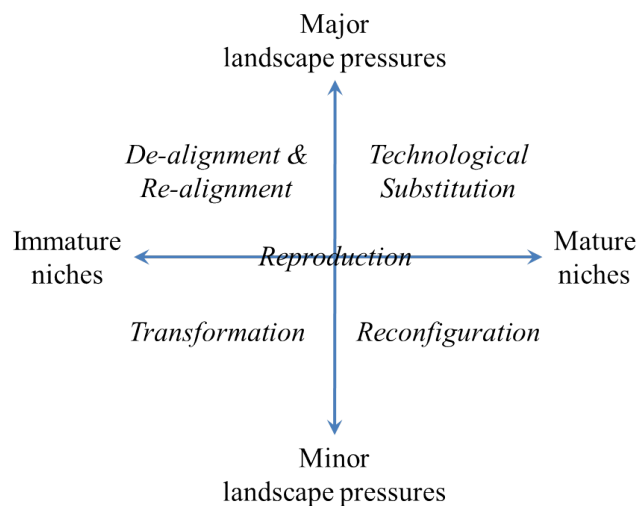 Major
landscape pressures
De-alignment &
Re-alignment
Technological
Substitution
Immature
niches
Reproduction
Mature
niches
Transformation
Reconfiguration
Minor
landscape pressures